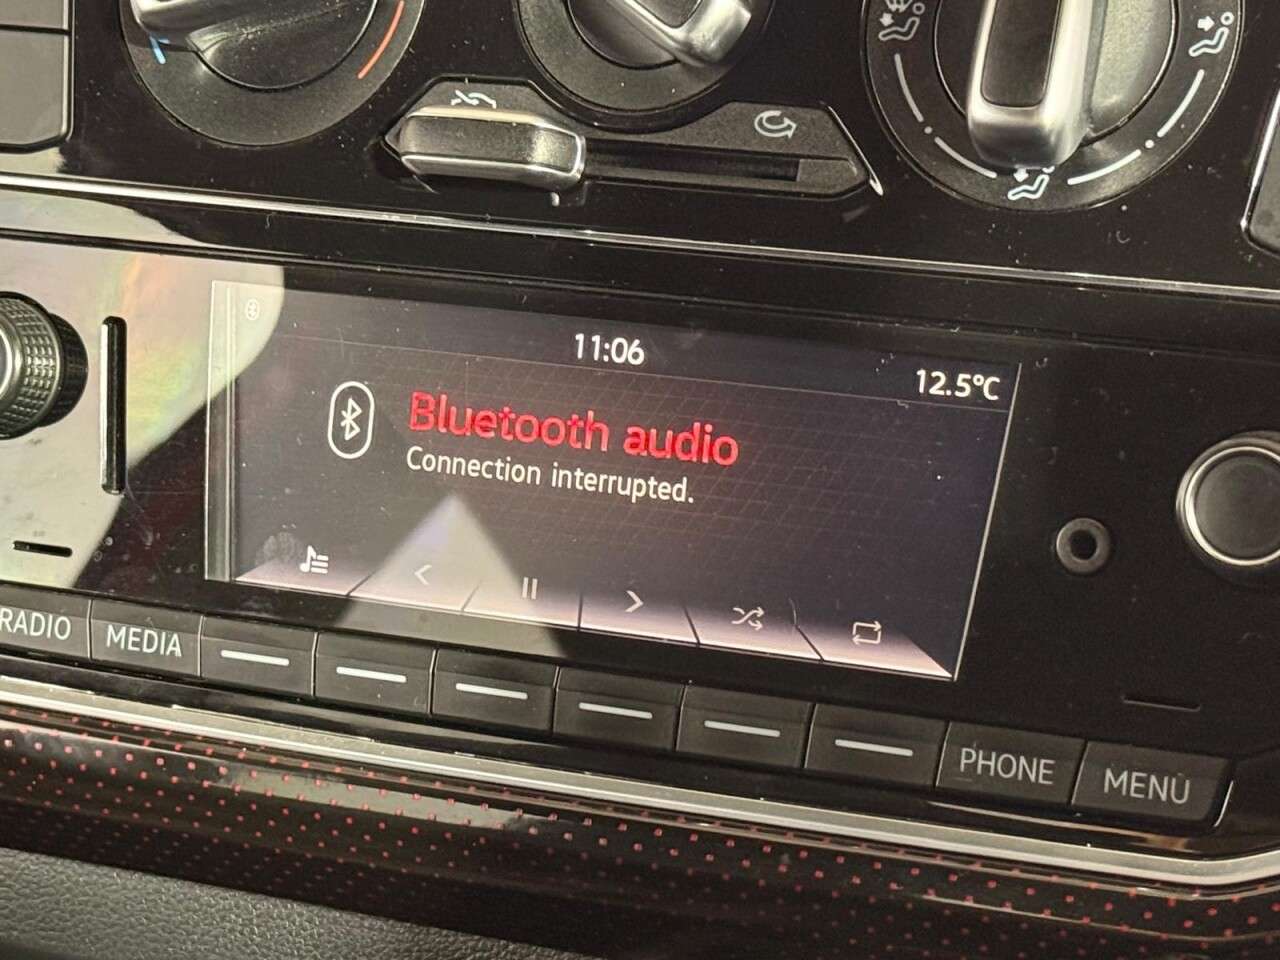 11:06
12.5°C
Bluetooth audio
Connection interrupted.
RADIO
MEDIA
PHONE
MENU